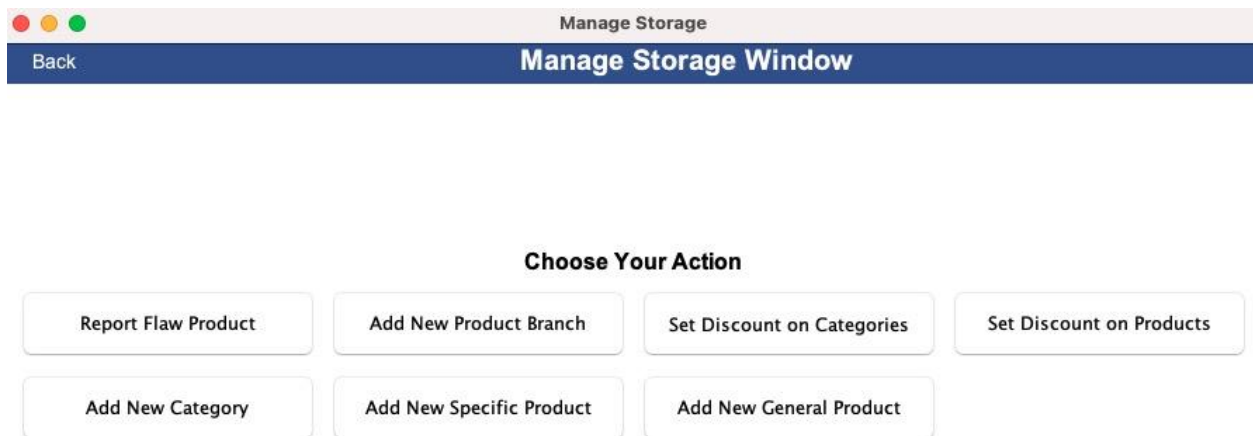 Manage Storage
Back Manage Storage Window
Choose Your Action
Report Flaw Product Add New Product Branch Set Discount on Categories Set Discount on Products
Add New Category Add New Specific Product Add New General Product